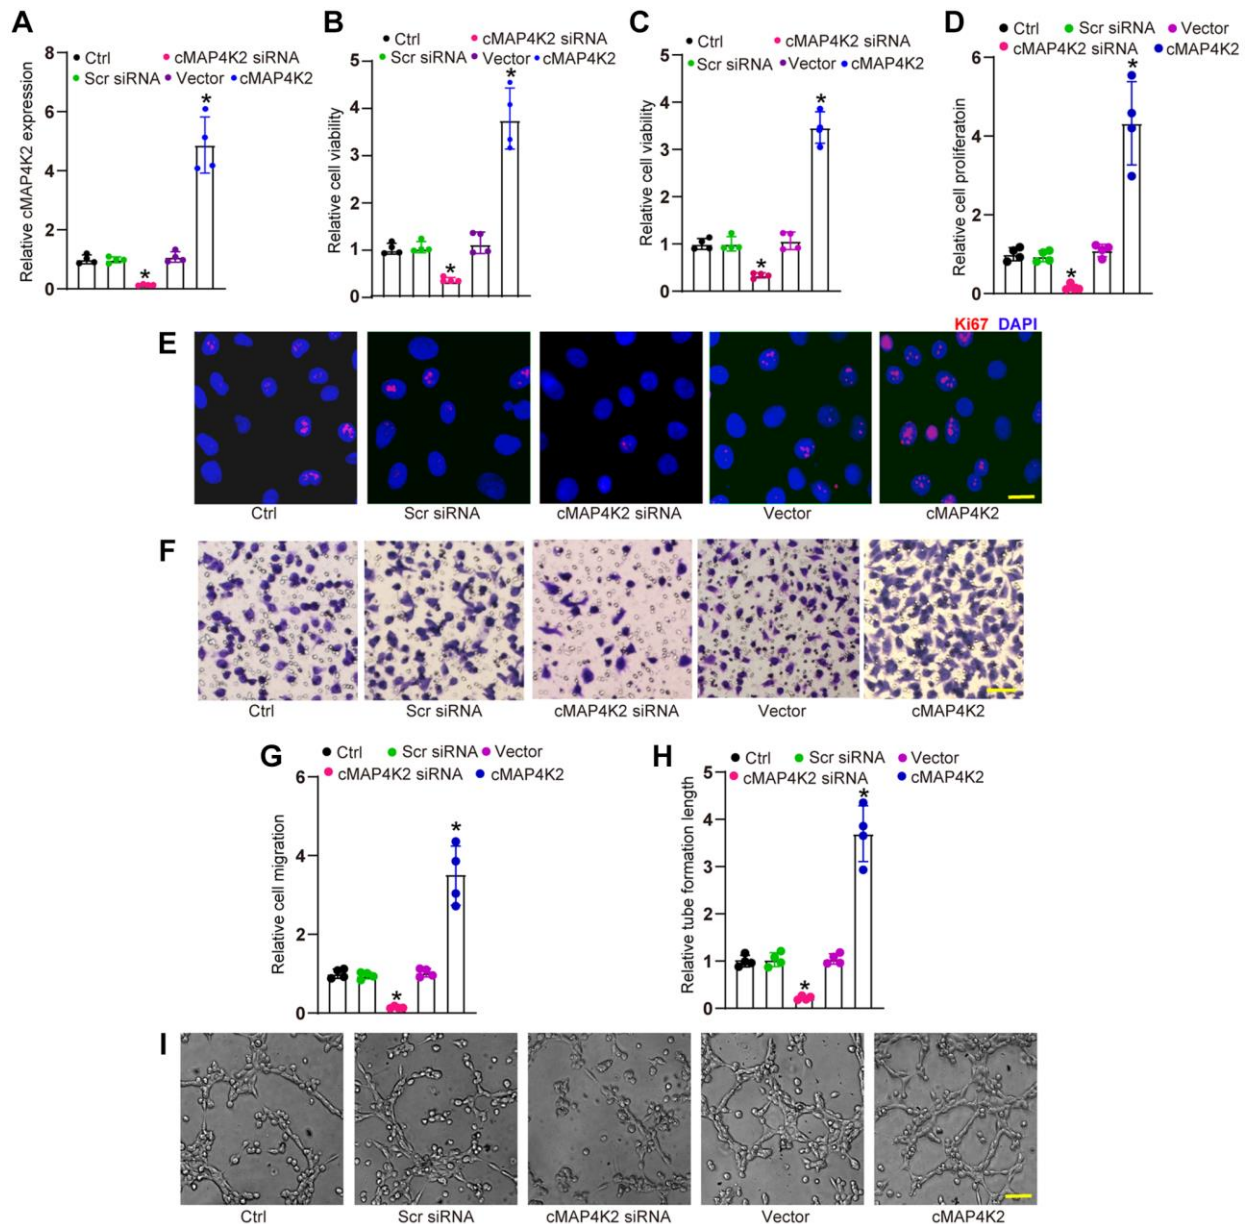 A
Relative cMAP4K2 expression
8
6
4
2
0
Ctrl cMAP4K2 siRNA
Scr siRNA Vector cMAP4K2
*
*
B
Relative cell viability
5
4
3
2
1
0
Ctrl cMAP4K2 siRNA
Scr siRNA Vector cMAP4K2
*
*
C
Relative cell viability
5
4
3
2
1
0
Ctrl cMAP4K2 siRNA
Scr siRNA Vector cMAP4K2
*
*
D
Relative cell proliferatoin
6
4
2
0
Ctrl Scr siRNA Vector
cMAP4K2 siRNA cMAP4K2
*
*
Ki67 DAPI
E
Ctrl Scr siRNA cMAP4K2 siRNA Vector cMAP4K2
F
Ctrl Scr siRNA cMAP4K2 siRNA Vector cMAP4K2
G
Relative cell migration
6
4
2
0
Ctrl Scr siRNA Vector
cMAP4K2 siRNA cMAP4K2
*
*
H
Relative tube formation length
5
4
3
2
1
0
Ctrl Scr siRNA Vector
cMAP4K2 siRNA cMAP4K2
*
*
I
Ctrl Scr siRNA cMAP4K2 siRNA Vector cMAP4K2